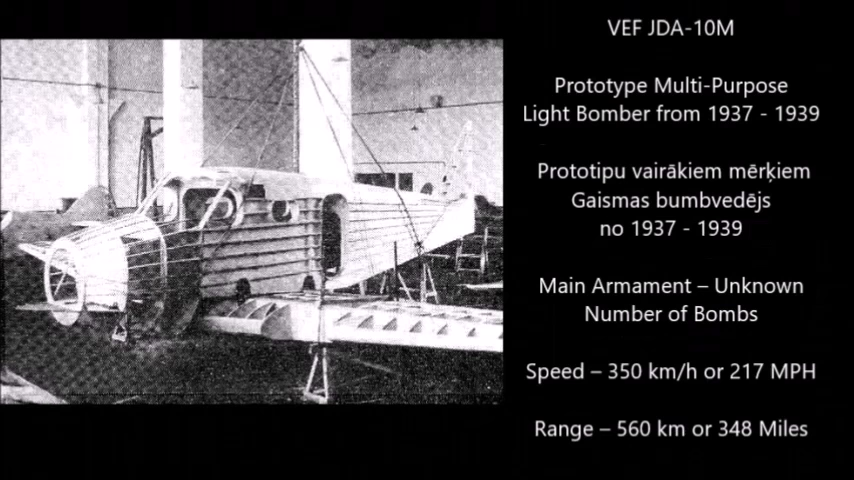 VEF JDA-10M
Prototype Multi-Purpose
Light Bomber from 1937 - 1939
Prototipu vairākiem mērķiem
Gaismas bumbvedējs
no 1937 - 1939
Main Armament – Unknown
Number of Bombs
Speed – 350 km/h or 217 MPH
Range – 560 km or 348 Miles